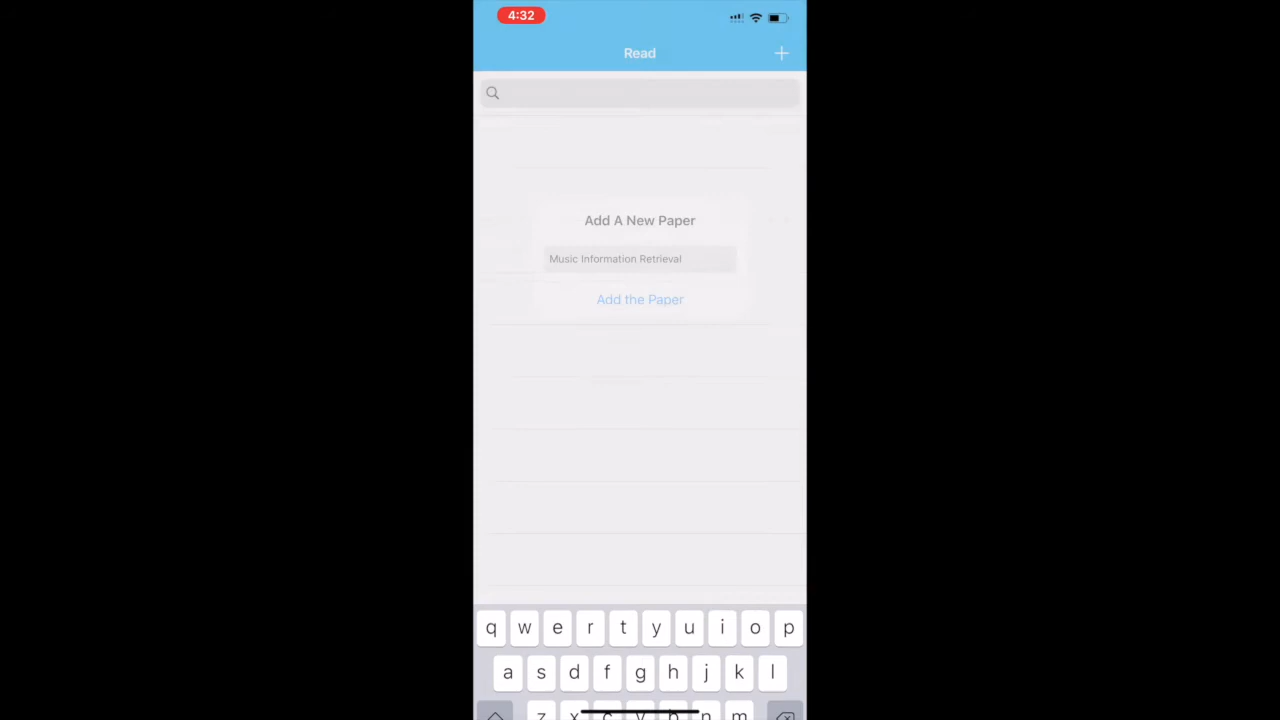 4:32
Read
Add A New Paper
Music Information Retrieval
Add the Paper
q w e r t y u i o p
a s d f g h j k l
z x c v b n m